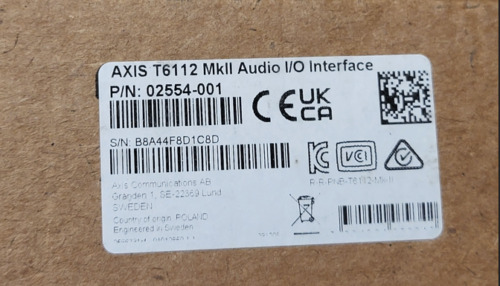 AXIS T6112 MkII Audio I/O Interface
P/N: 02554-001
CE UK
CA
S/N: B8A44F8D1C8D
VCI
Axis Communications AB
Gränden 1, SE-22369 Lund
SWEDEN
R-R-PNB-T6112-MkII
Country of origin: POLAND
Engineered in Sweden